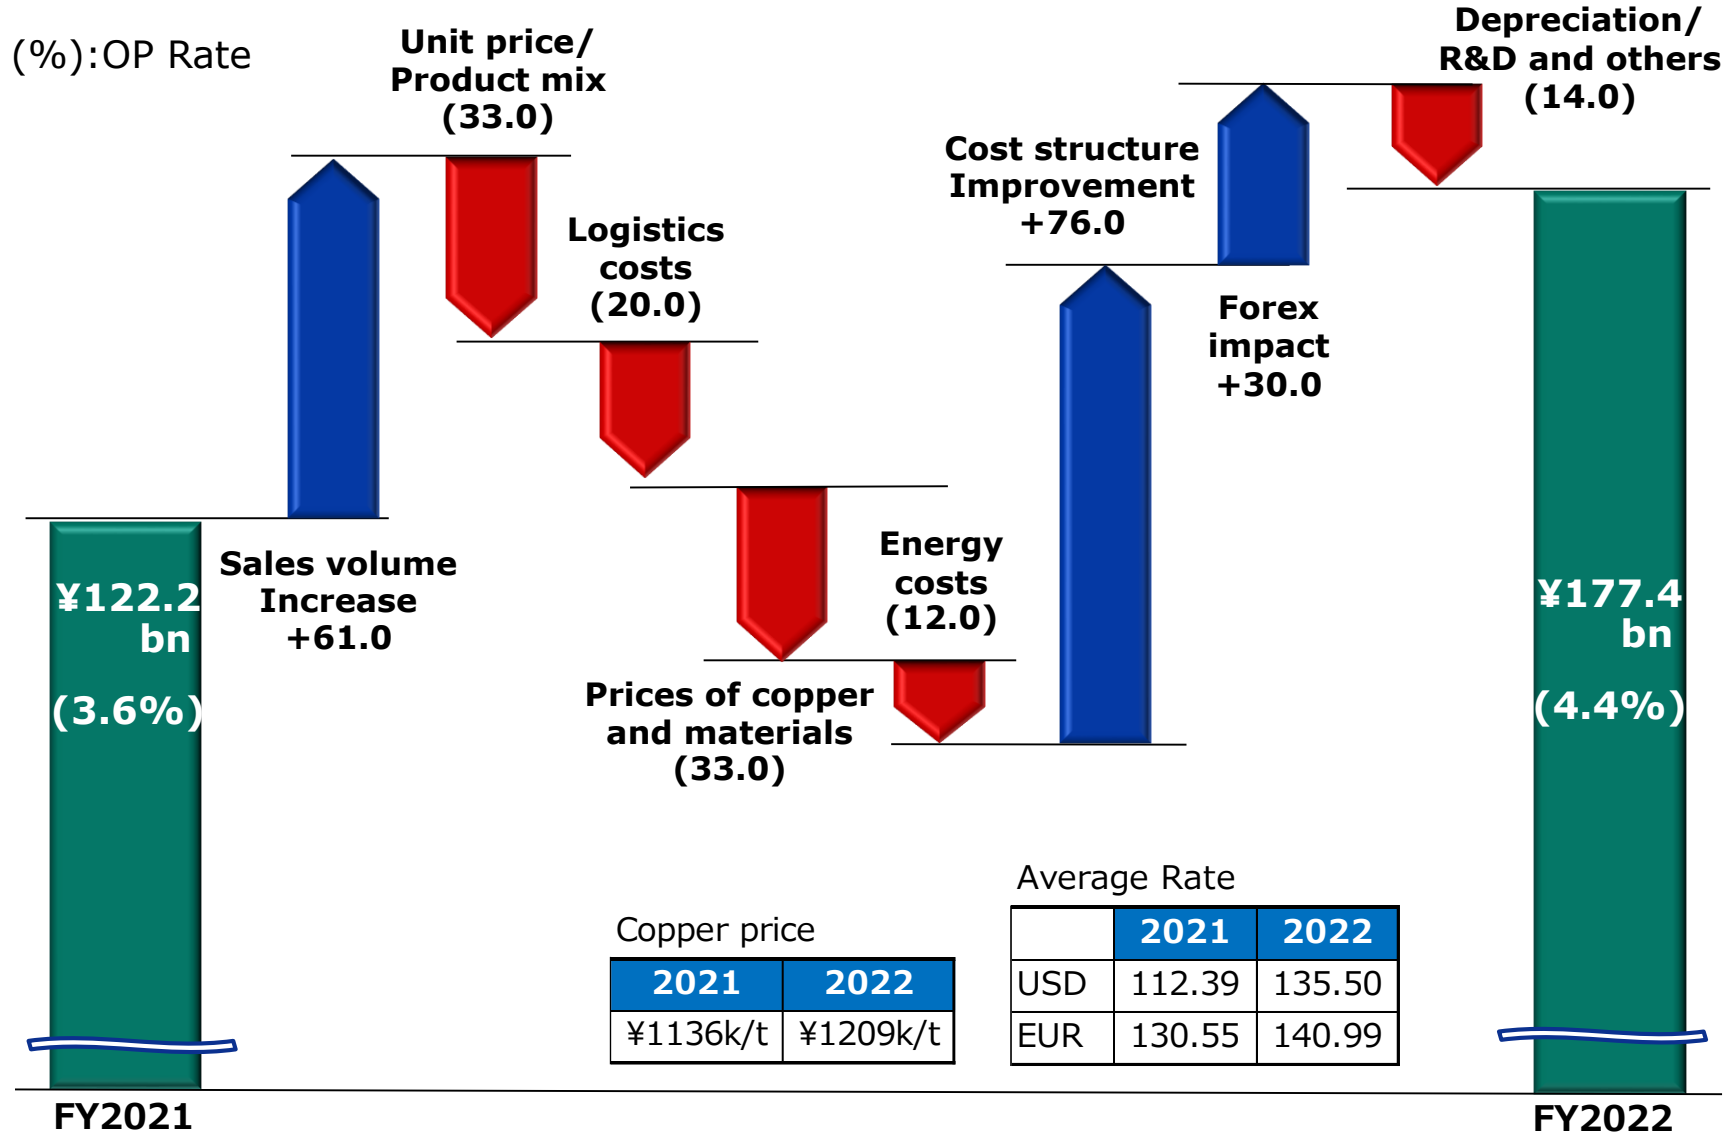 (%):OP Rate
Unit price/
Product mix
(33.0)
Depreciation/
R&D and others
(14.0)
Cost structure
Improvement
+76.0
Logistics
costs
(20.0)
Forex
impact
+30.0
Sales volume
Increase
+61.0
Energy
costs
(12.0)
Prices of copper
and materials
(33.0)
¥122.2
bn
(3.6%)
¥177.4
bn
(4.4%)
Copper price
2021 2022
¥1136k/t ¥1209k/t
Average Rate
2021 2022
USD 112.39 135.50
EUR 130.55 140.99
FY2021
FY2022